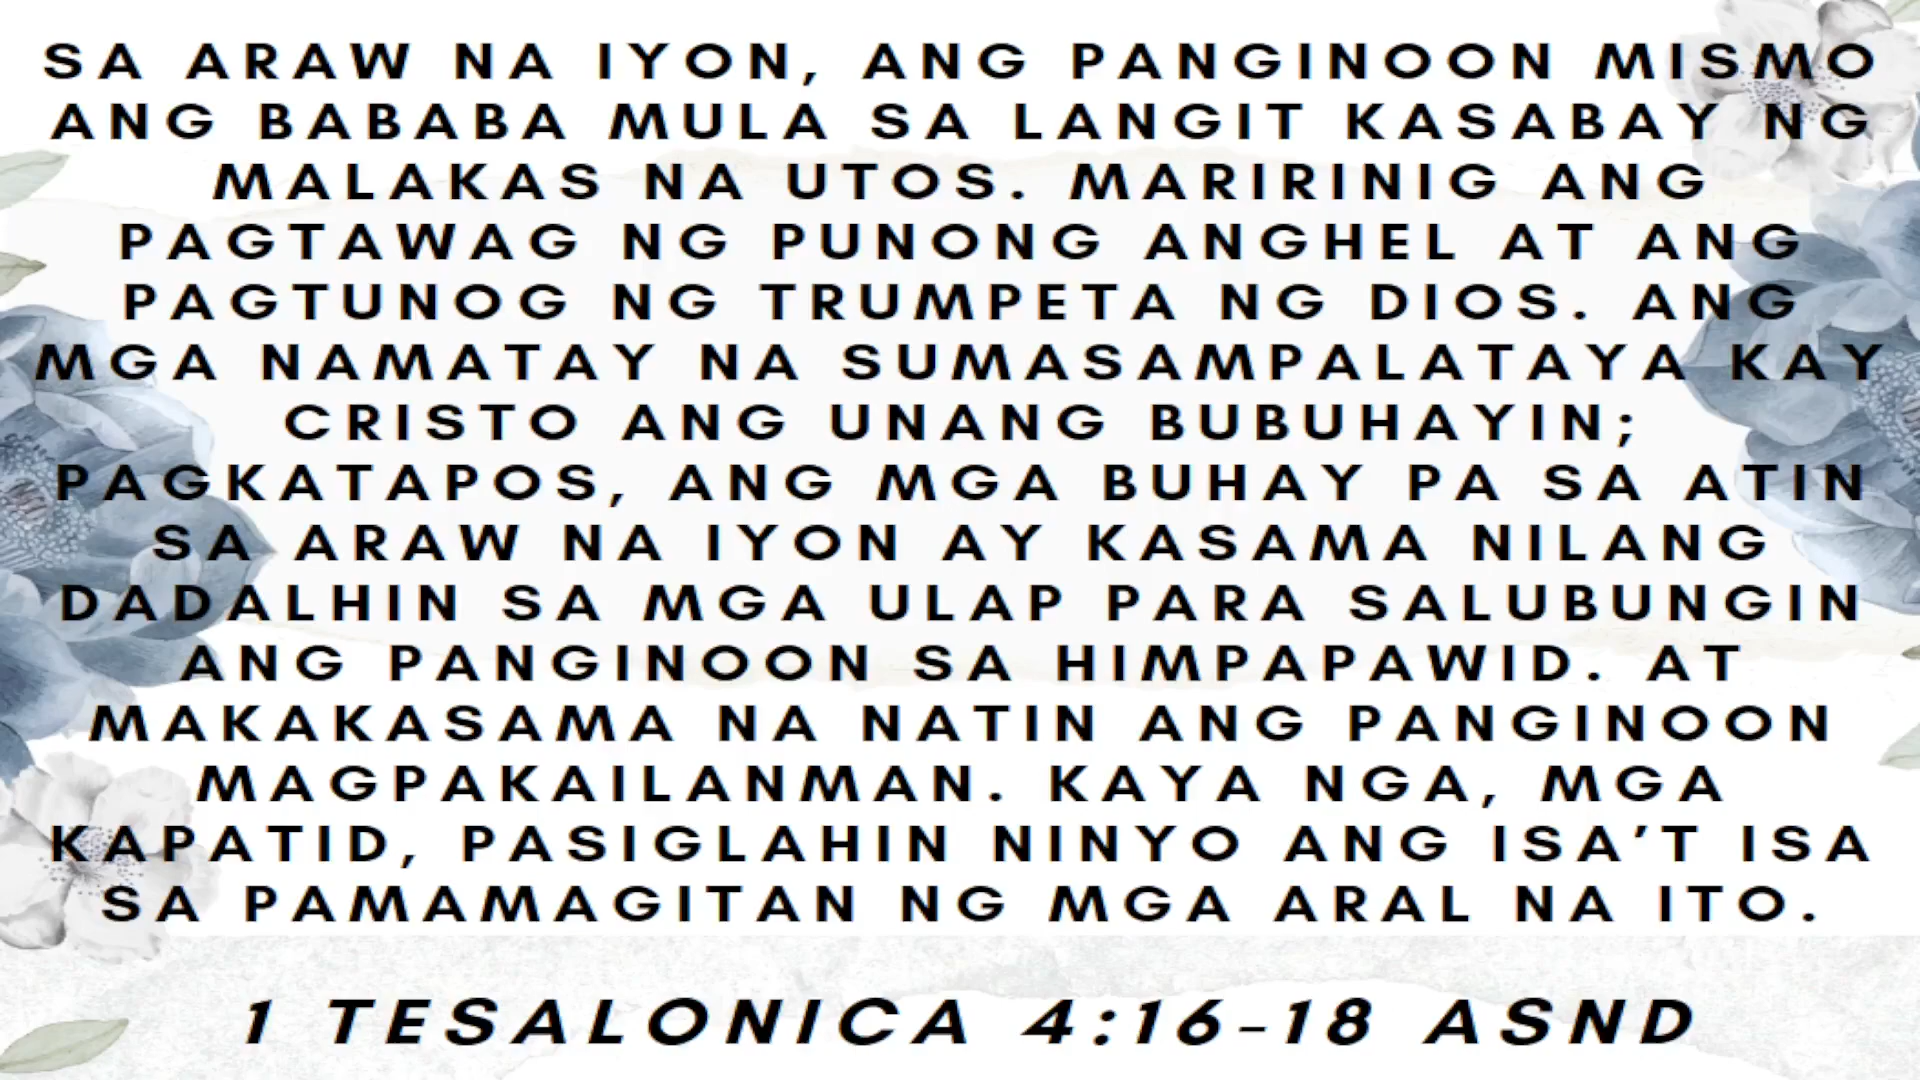 SA ARAW NA IYON, ANG PANGINOON MISMO
ANG BABABA MULA SA LANGIT KASABAY NG
MALAKAS NA UTOS. MARIRINIG ANG
PAGTAWAG NG PUNONG ANGHEL AT ANG
PAGTUNOG NG TRUMPETA NG DIOS. ANG
MGA NAMATAY NA SUMASAMPALATAYA KAY
CRISTO ANG UNANG BUBUHAYIN;
PAGKATAPOS, ANG MGA BUHAY PA SA ATIN
SA ARAW NA IYON AY KASAMA NILANG
DADALHIN SA MGA ULAP PARA SALUBUNGIN
ANG PANGINOON SA HIMPAPAWID. AT
MAKAKASAMA NA NATIN ANG PANGINOON
MAGPAKAILANMAN. KAYA NGA, MGA
KAPATID, PASIGLAHIN NINYO ANG ISA’T ISA
SA PAMAMAGITAN NG MGA ARAL NA ITO.
1 TESALONICA 4:16-18 ASND